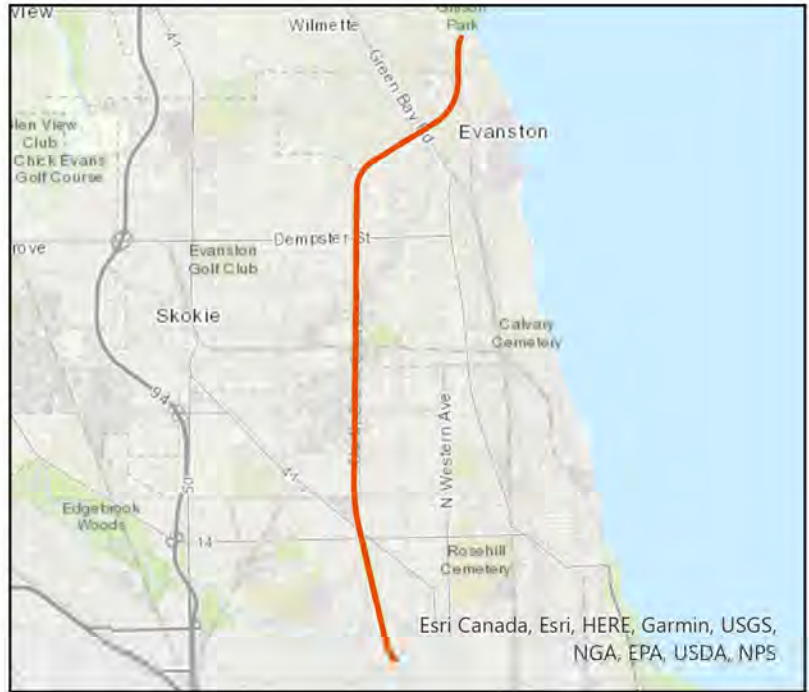 view
Wilmette
Park
41
Green Bay Rd
Evanston
len View
Club
Chick Evans
Golf Course
rove
Dempster St
Evanston
Golf Club
Skokie
Calvary
Cemetery
94
N Western Ave
41
50
Edgebrook
Woods
14
Rosehill
Cemetery
Esri Canada, Esri, HERE, Garmin, USGS,
NGA, EPA, USDA, NPS